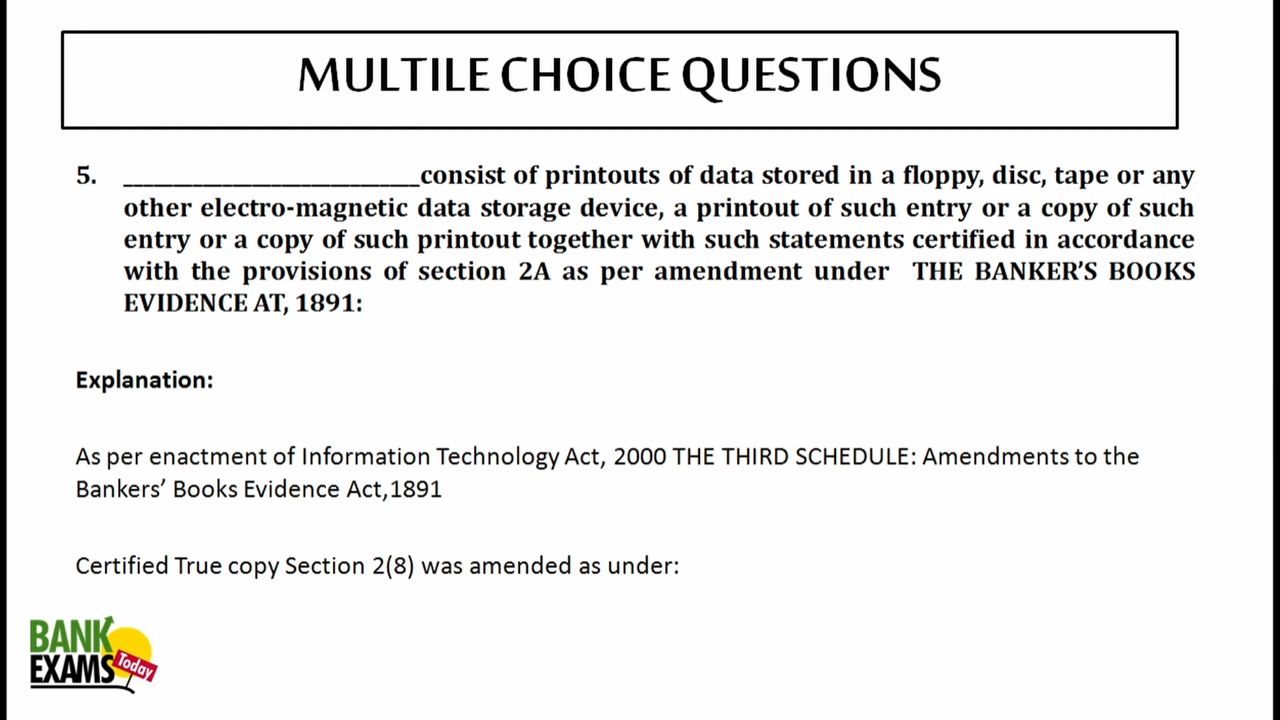 MULTILE CHOICE QUESTIONS
5. ___________________________consist of printouts of data stored in a floppy, disc, tape or any
other electro-magnetic data storage device, a printout of such entry or a copy of such
entry or a copy of such printout together with such statements certified in accordance
with the provisions of section 2A as per amendment under THE BANKER’S BOOKS
EVIDENCE AT, 1891:
Explanation:
As per enactment of Information Technology Act, 2000 THE THIRD SCHEDULE: Amendments to the
Bankers’ Books Evidence Act,1891
Certified True copy Section 2(8) was amended as under:
BANK
EXAMS
Today